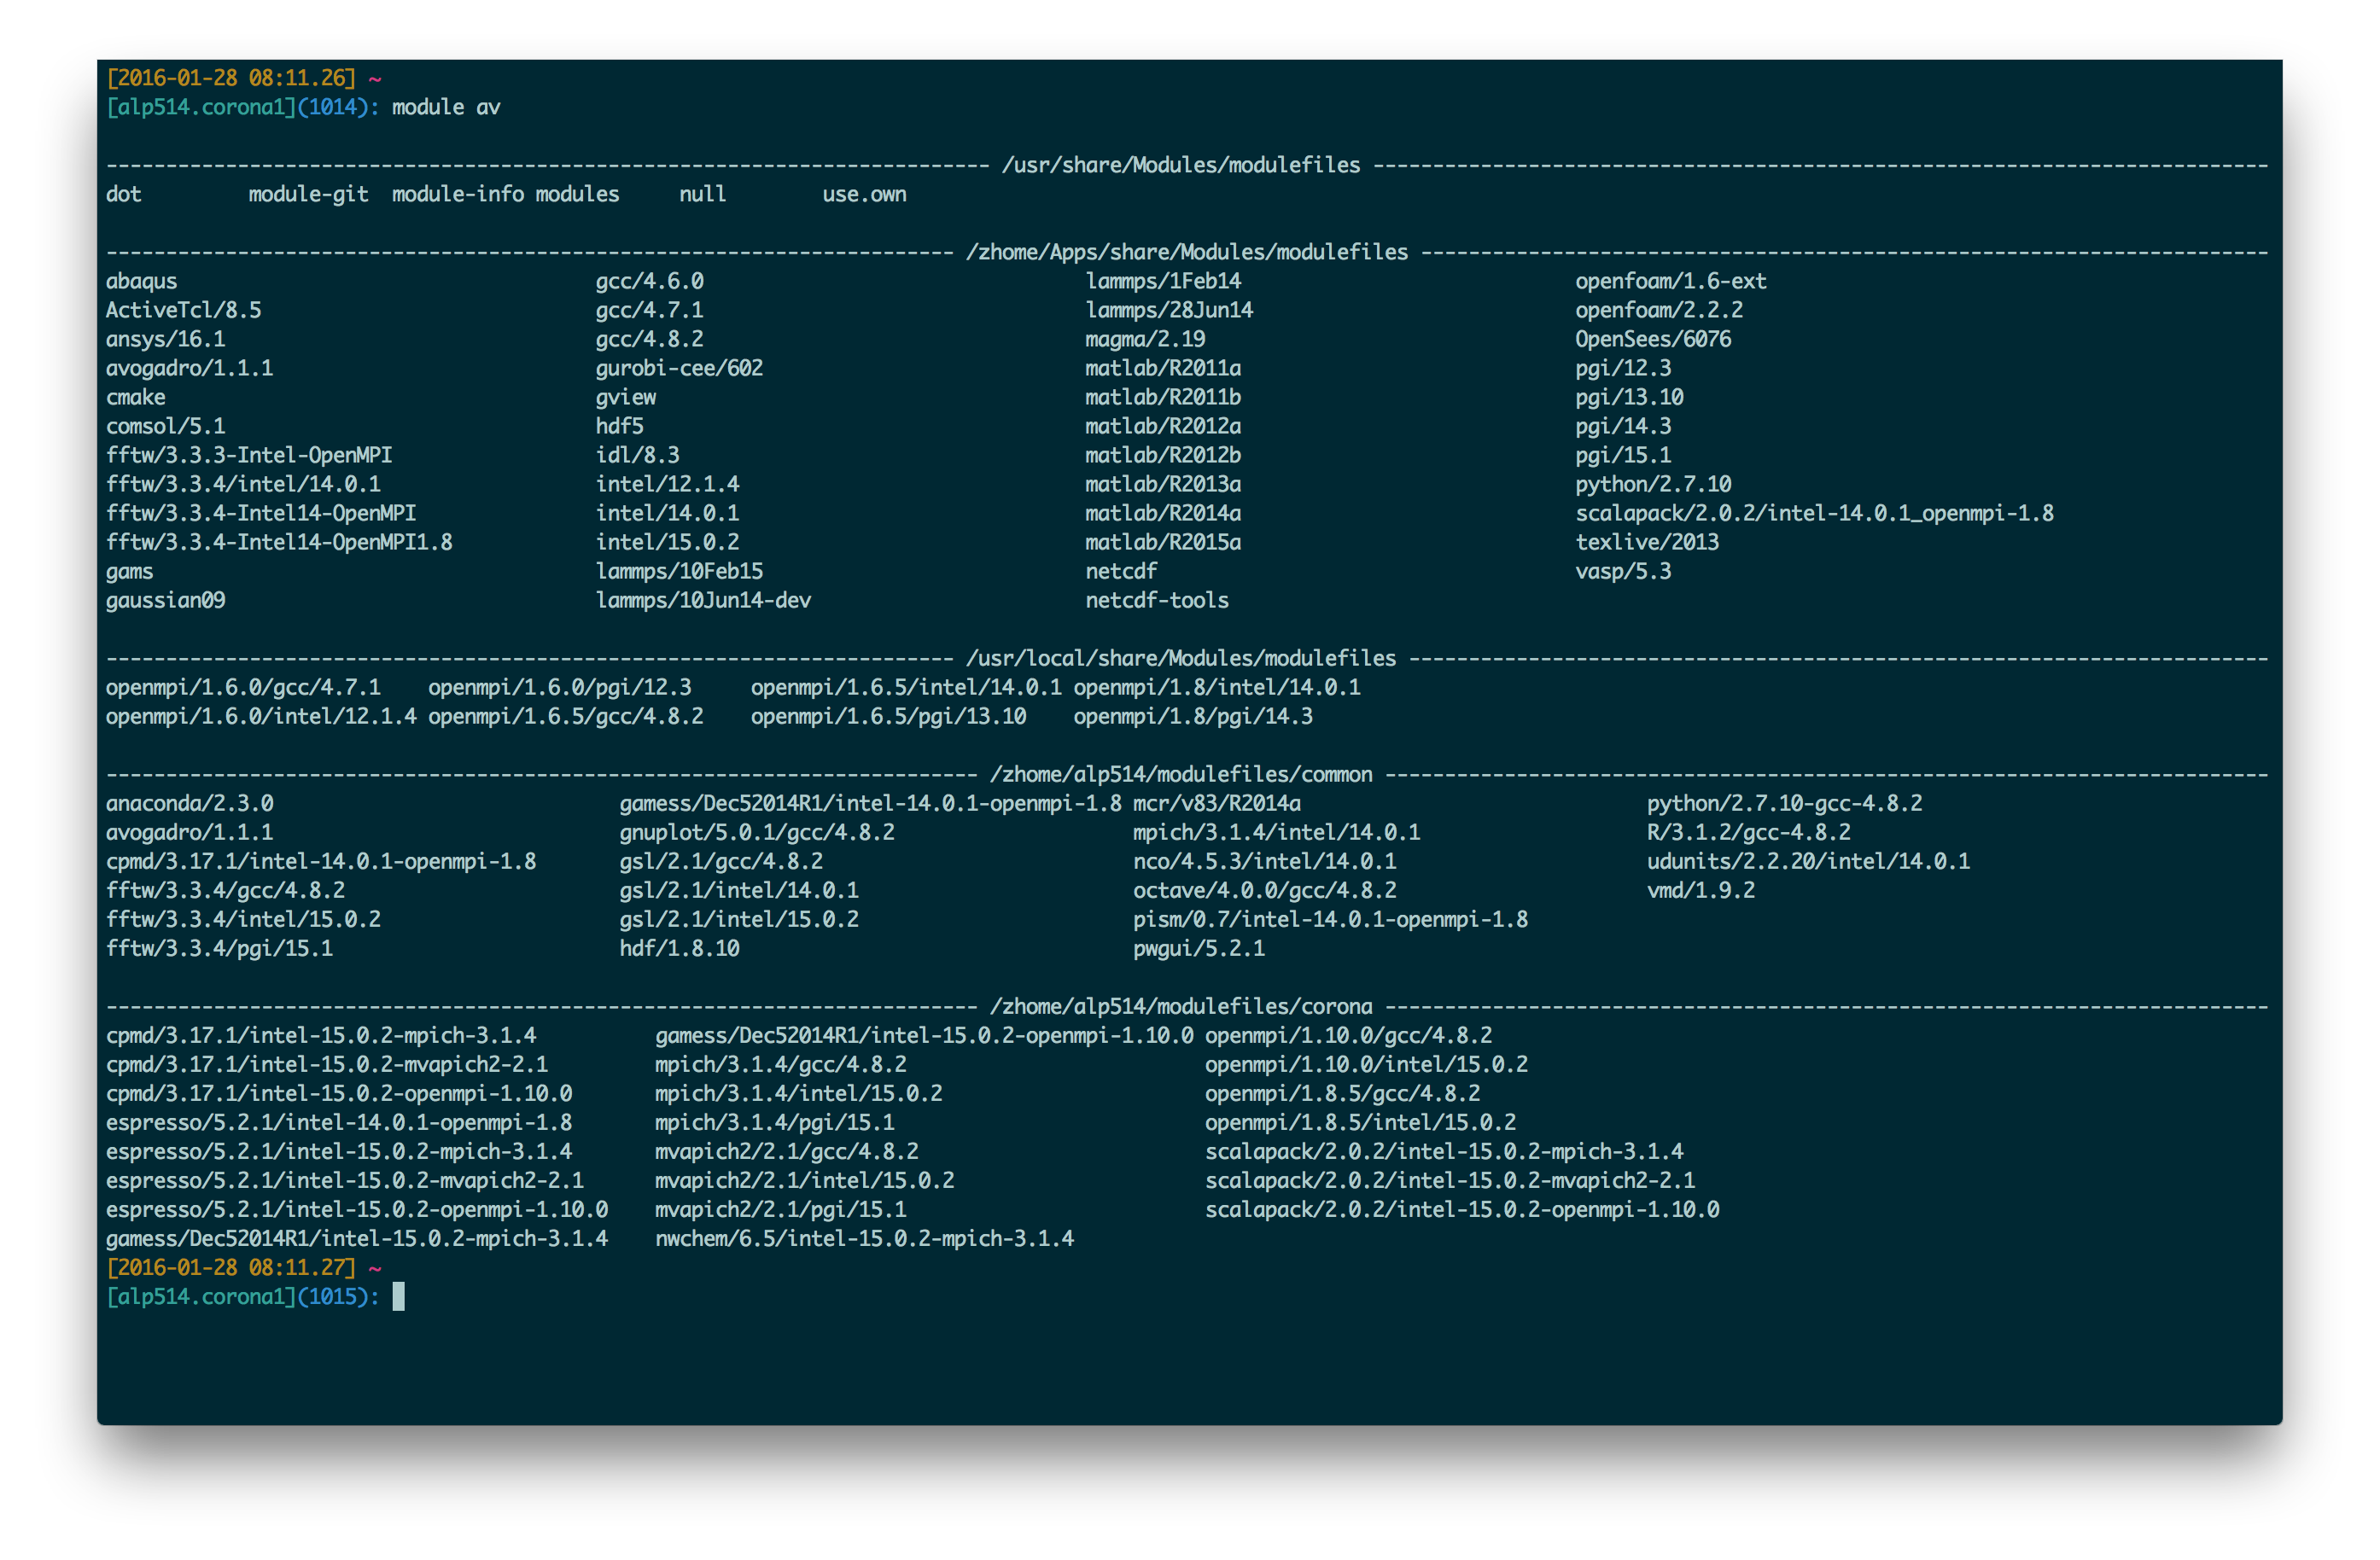 [2016-01-28 08:11.26] ~
[alp514.corona1](1014): module av
-------------------------------------------------------------------------- /usr/share/Modules/modulefiles ---------------------------------------------------------------------------
dot         module-git  module-info modules     null        use.own
----------------------------------------------------------------------- /zhome/Apps/share/Modules/modulefiles -----------------------------------------------------------------------
abaqus gcc/4.6.0 lammps/1Feb14 openfoam/1.6-ext
ActiveTcl/8.5 gcc/4.7.1 lammps/28Jun14 openfoam/2.2.2
ansys/16.1 gcc/4.8.2 magma/2.19 OpenSees/6076
avogadro/1.1.1 gurobi-cee/602 matlab/R2011a pgi/12.3
cmake gview matlab/R2011b pgi/13.10
comsol/5.1 hdf5 matlab/R2012a pgi/14.3
fftw/3.3.3-Intel-OpenMPI idl/8.3 matlab/R2012b pgi/15.1
fftw/3.3.4/intel/14.0.1 intel/12.1.4 matlab/R2013a python/2.7.10
fftw/3.3.4-Intel14-OpenMPI intel/14.0.1 matlab/R2014a scalapack/2.0.2/intel-14.0.1_openmpi-1.8
fftw/3.3.4-Intel14-OpenMPI1.8 intel/15.0.2 matlab/R2015a texlive/2013
gams lammps/10Feb15 netcdf vasp/5.3
gaussian09 lammps/10Jun14-dev netcdf-tools
----------------------------------------------------------------------- /usr/local/share/Modules/modulefiles ------------------------------------------------------------------------
openmpi/1.6.0/gcc/4.7.1 openmpi/1.6.0/pgi/12.3 openmpi/1.6.5/intel/14.0.1 openmpi/1.8/intel/14.0.1
openmpi/1.6.0/intel/12.1.4 openmpi/1.6.5/gcc/4.8.2 openmpi/1.6.5/pgi/13.10 openmpi/1.8/pgi/14.3
------------------------------------------------------------------------- /zhome/alp514/modulefiles/common --------------------------------------------------------------------------
anaconda/2.3.0 gamess/Dec52014R1/intel-14.0.1-openmpi-1.8 mcr/v83/R2014a python/2.7.10-gcc-4.8.2
avogadro/1.1.1 gnuplot/5.0.1/gcc/4.8.2 mpich/3.1.4/intel/14.0.1 R/3.1.2/gcc-4.8.2
cpmd/3.17.1/intel-14.0.1-openmpi-1.8 gsl/2.1/gcc/4.8.2 nco/4.5.3/intel/14.0.1 udunits/2.2.20/intel/14.0.1
fftw/3.3.4/gcc/4.8.2 gsl/2.1/intel/14.0.1 octave/4.0.0/gcc/4.8.2 vmd/1.9.2
fftw/3.3.4/intel/15.0.2 gsl/2.1/intel/15.0.2 pism/0.7/intel-14.0.1-openmpi-1.8
fftw/3.3.4/pgi/15.1 hdf/1.8.10 pwgui/5.2.1
------------------------------------------------------------------------- /zhome/alp514/modulefiles/corona --------------------------------------------------------------------------
cpmd/3.17.1/intel-15.0.2-mpich-3.1.4 gamess/Dec52014R1/intel-15.0.2-openmpi-1.10.0 openmpi/1.10.0/gcc/4.8.2
cpmd/3.17.1/intel-15.0.2-mvapich2-2.1 mpich/3.1.4/gcc/4.8.2 openmpi/1.10.0/intel/15.0.2
cpmd/3.17.1/intel-15.0.2-openmpi-1.10.0 mpich/3.1.4/intel/15.0.2 openmpi/1.8.5/gcc/4.8.2
espresso/5.2.1/intel-14.0.1-openmpi-1.8 mpich/3.1.4/pgi/15.1 openmpi/1.8.5/intel/15.0.2
espresso/5.2.1/intel-15.0.2-mpich-3.1.4 mvapich2/2.1/gcc/4.8.2 scalapack/2.0.2/intel-15.0.2-mpich-3.1.4
espresso/5.2.1/intel-15.0.2-mvapich2-2.1 mvapich2/2.1/intel/15.0.2 scalapack/2.0.2/intel-15.0.2-mvapich2-2.1
espresso/5.2.1/intel-15.0.2-openmpi-1.10.0 mvapich2/2.1/pgi/15.1 scalapack/2.0.2/intel-15.0.2-openmpi-1.10.0
gamess/Dec52014R1/intel-15.0.2-mpich-3.1.4 nwchem/6.5/intel-15.0.2-mpich-3.1.4
[2016-01-28 08:11.27] ~
[alp514.corona1](1015):